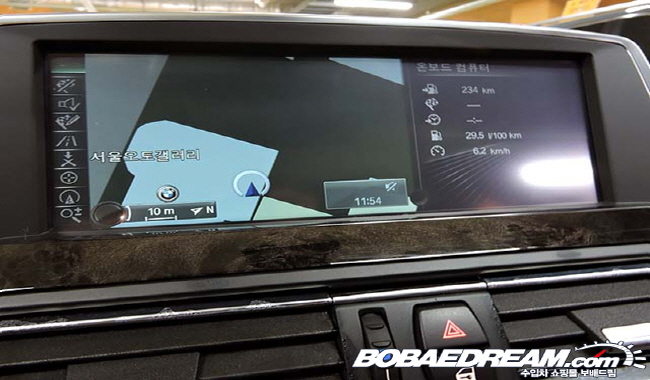 온보드 컴퓨터
234 km
---
-:-
29.5 l/100 km
6.2 km/h
서울오토갤러리
10 m N
11:54
BOBAEDREAM.com
수입차 쇼핑몰 보배드림